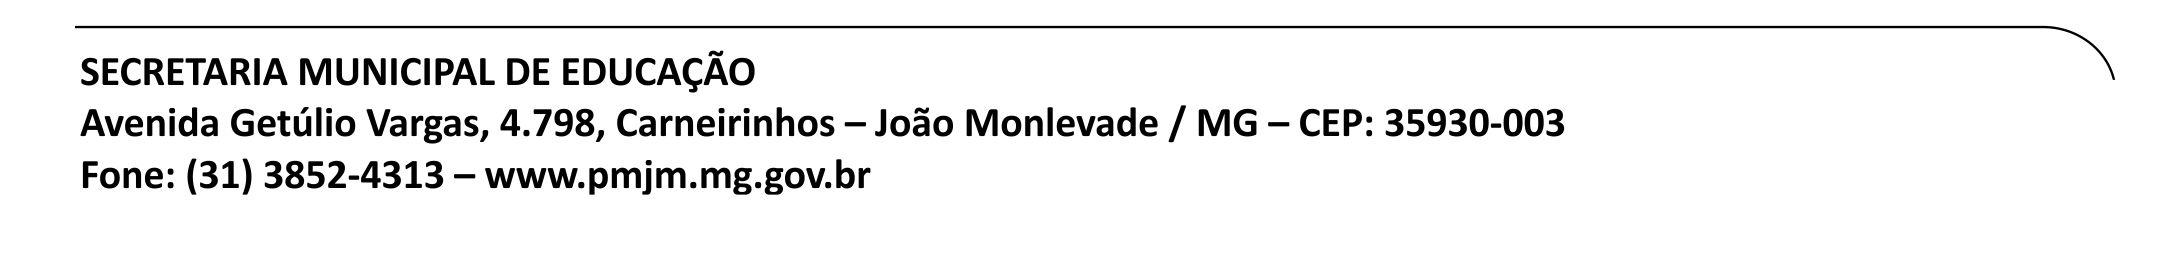 SECRETARIA MUNICIPAL DE EDUCAÇÃO
Avenida Getúlio Vargas, 4.798, Carneirinhos – João Monlevade / MG – CEP: 35930-003
Fone: (31) 3852-4313 – www.pmjm.mg.gov.br